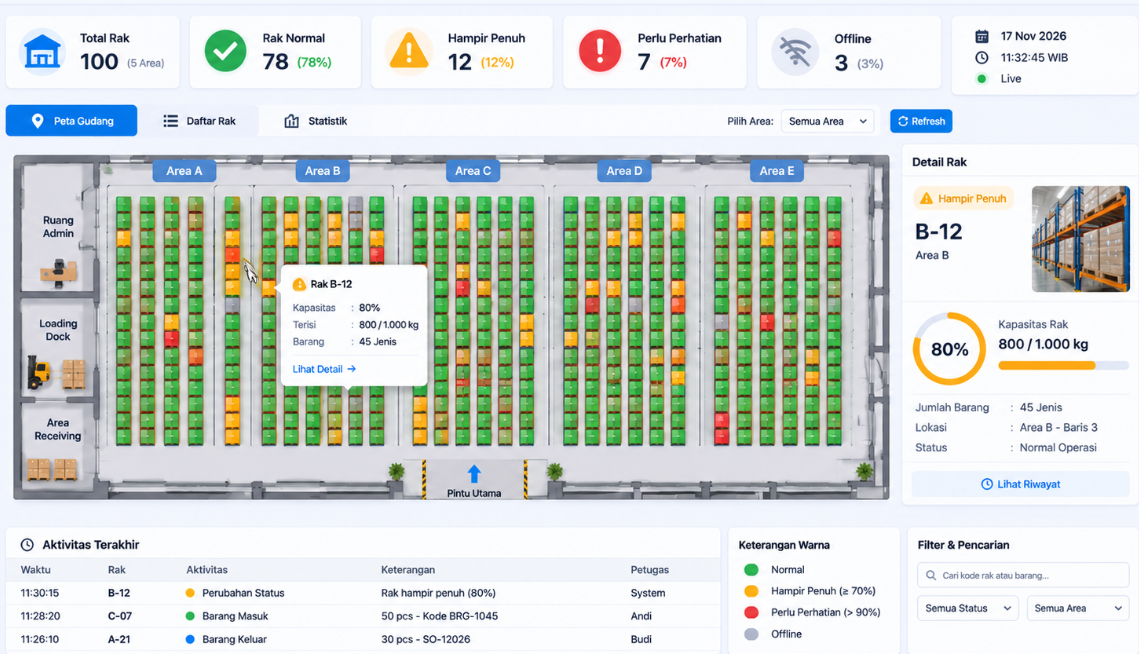 Total Rak
100 (5 Area)
Rak Normal
78 (78%)
Hampir Penuh
12 (12%)
Perlu Perhatian
7 (7%)
Offline
3 (3%)
17 Nov 2026
11:32:45 WIB
Live
Peta Gudang
Daftar Rak
Statistik
Pilih Area:
Semua Area
Refresh
Area A
Area B
Area C
Area D
Area E
Ruang
Admin
Loading
Dock
Area
Receiving
Rak B-12
Kapasitas : 80%
Terisi : 800 / 1.000 kg
Barang : 45 Jenis
Lihat Detail →
Pintu Utama
Detail Rak
Hampir Penuh
B-12
Area B
80%
Kapasitas Rak
800 / 1.000 kg
Jumlah Barang : 45 Jenis
Lokasi : Area B - Baris 3
Status : Normal Operasi
Lihat Riwayat
Aktivitas Terakhir
Waktu Rak Aktivitas Keterangan Petugas
11:30:15 B-12 Perubahan Status Rak hampir penuh (80%) System
11:28:20 C-07 Barang Masuk 50 pcs - Kode BRG-1045 Andi
11:26:10 A-21 Barang Keluar 30 pcs - SO-12026 Budi
Keterangan Warna
Normal
Hampir Penuh (≥ 70%)
Perlu Perhatian (> 90%)
Offline
Filter & Pencarian
Cari kode rak atau barang...
Semua Status
Semua Area